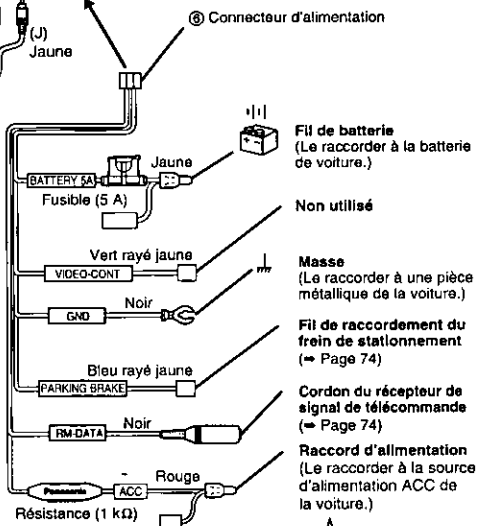 (J)
Jaune
⑥ Connecteur d'alimentation
BATTERY 5A
Jaune
Fusible (5 A)
Fil de batterie
(Le raccorder à la batterie
de voiture.)
Vert rayé jaune
VIDEO-CONT
Non utilisé
GND
Noir
Masse
(Le raccorder à une pièce
métallique de la voiture.)
Bleu rayé jaune
PARKING BRAKE
Fil de raccordement du
frein de stationnement
(➡ Page 74)
RM-DATA
Noir
Cordon du récepteur de
signal de télécommande
(➡ Page 74)
Panasonic
ACC
Rouge
Résistance (1 kΩ)
Raccord d'alimentation
(Le raccorder à la source
d'alimentation ACC de
la voiture.)